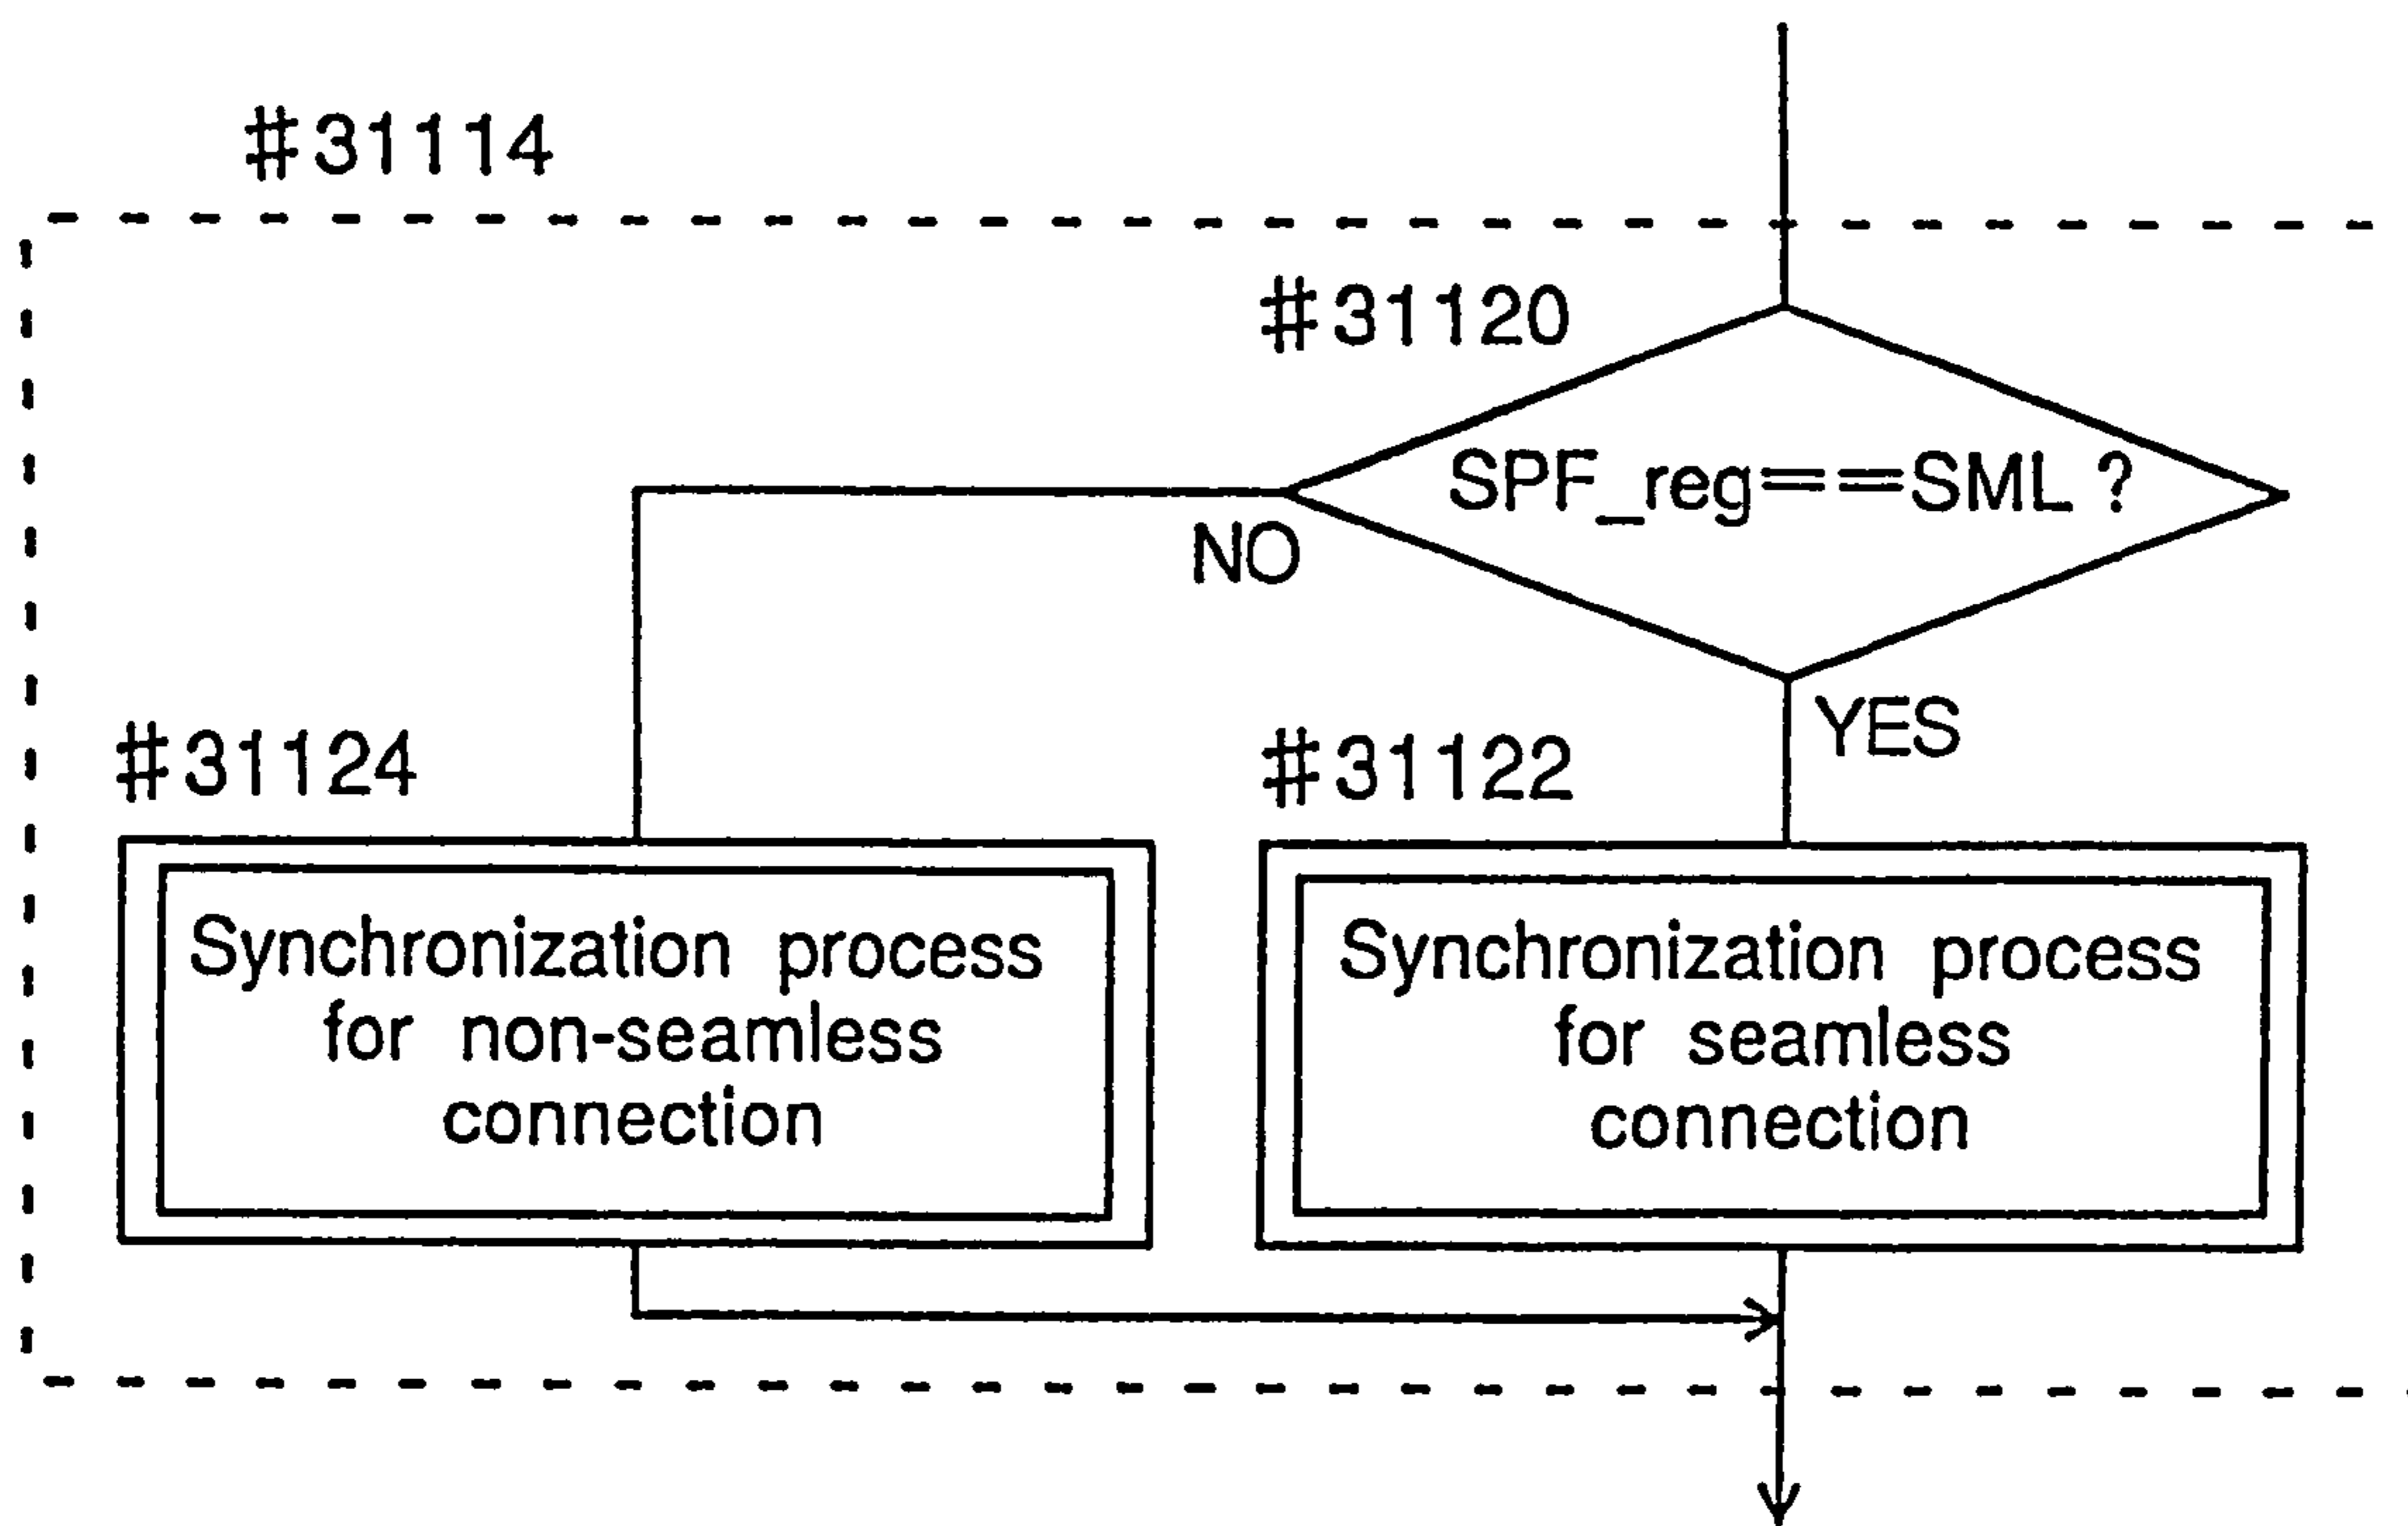 #31114
#31120
SPF_reg==SML ?
NO
YES
#31124
#31122
Synchronization process
for non-seamless
connection
Synchronization process
for seamless
connection